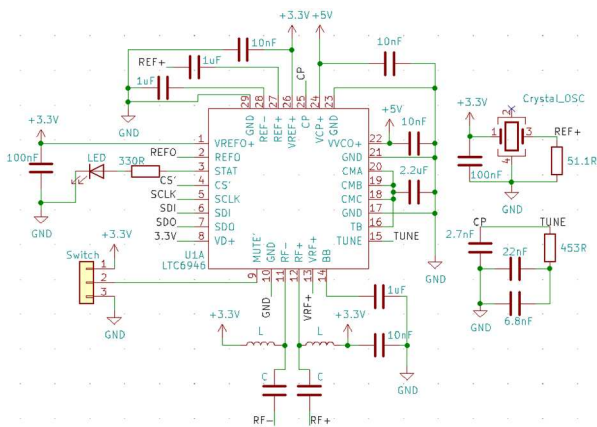 +3.3V +5V
10nF
10nF
REF+
1uF
CP
1uF
29 28 27 26 25 24 23
GND REF- REF+ VREF+ CP VCP+ GND
GND
+3.3V
100nF
GND
LED
330R
REFO
CS'
SCLK
SDI
SDO
3.3V
1 VREFO+
2 REFO
3 STAT
4 CS'
5 SCLK
6 SDI
7 SDO
8 VD+
U1A
LTC6946
VVCO+ 22
GND 21
CMA 20
CMB 19
CMC 18
GND 17
TB 16
TUNE 15
TUNE
+5V
10nF
2.2uF
GND
MUTE' GND RF- RF+ VRF+ BB
9 10 11 12 13 14
GND
VRF+
Switch
+3.3V
1
2
3
GND
1uF
10nF
GND
+3.3V
L
L
+3.3V
C
C
RF-
RF+
+3.3V
Crystal_OSC
2
1
3
4
REF+
51.1R
100nF
GND
CP
TUNE
2.7nF
22nF
453R
6.8nF
GND